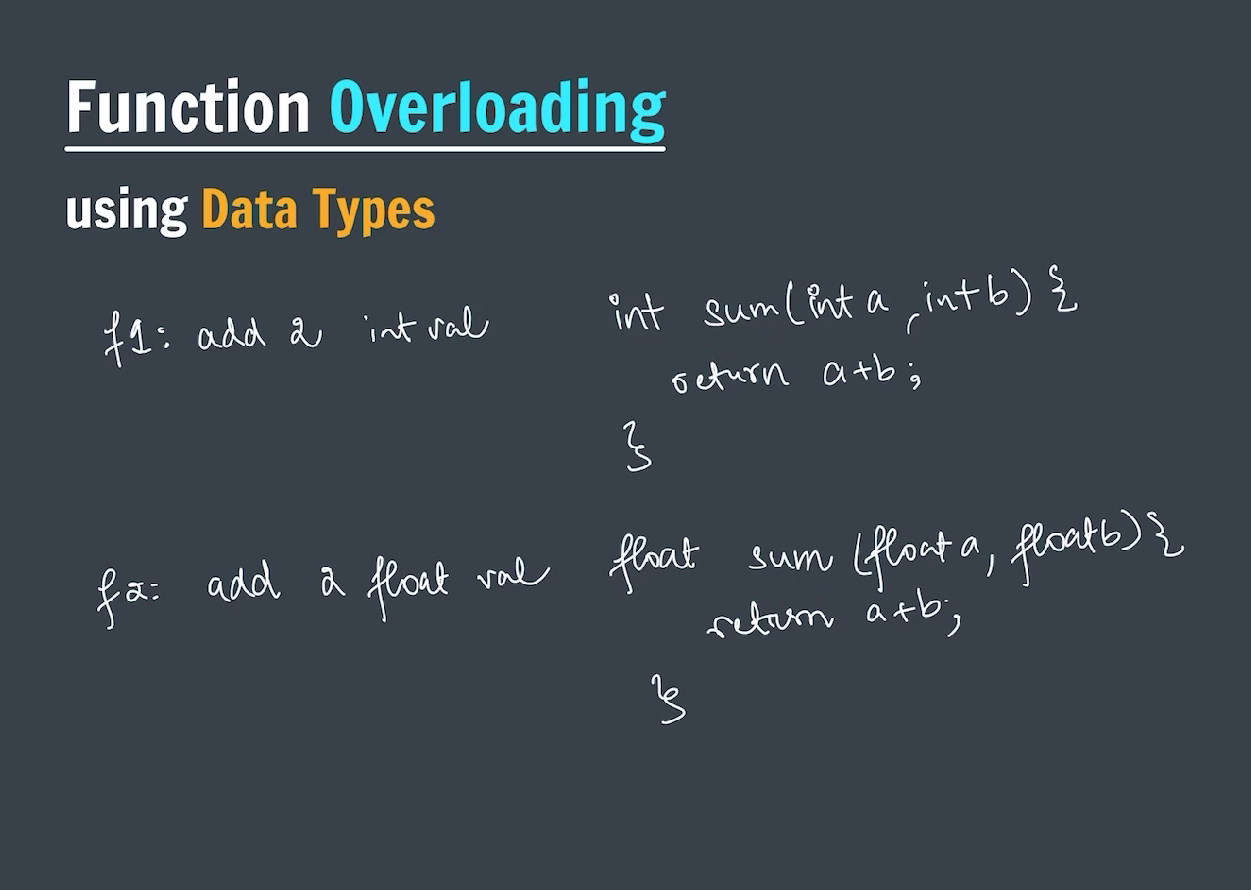 Function Overloading
using Data Types
f1: add 2 int val
int sum(int a, int b) {
return a+b;
}
f2: add 2 float val
float sum (float a, float b) {
return a+b;
}